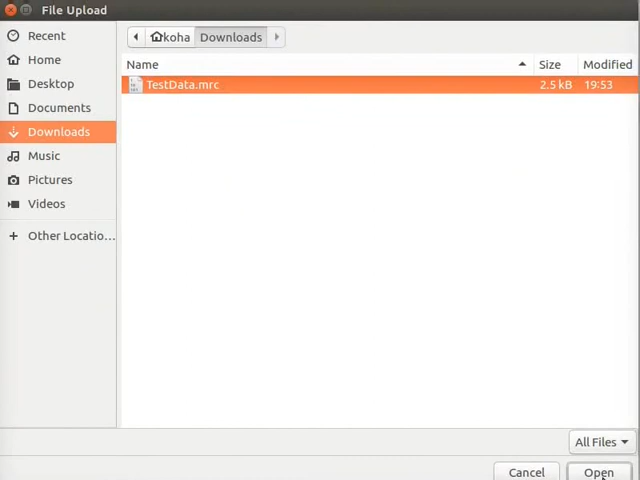 File Upload
Recent
Home
Desktop
Documents
Downloads
Music
Pictures
Videos
Other Locatio...
koha Downloads
Name Size Modified
TestData.mrc 2.5 kB 19:53
All Files
Cancel Open